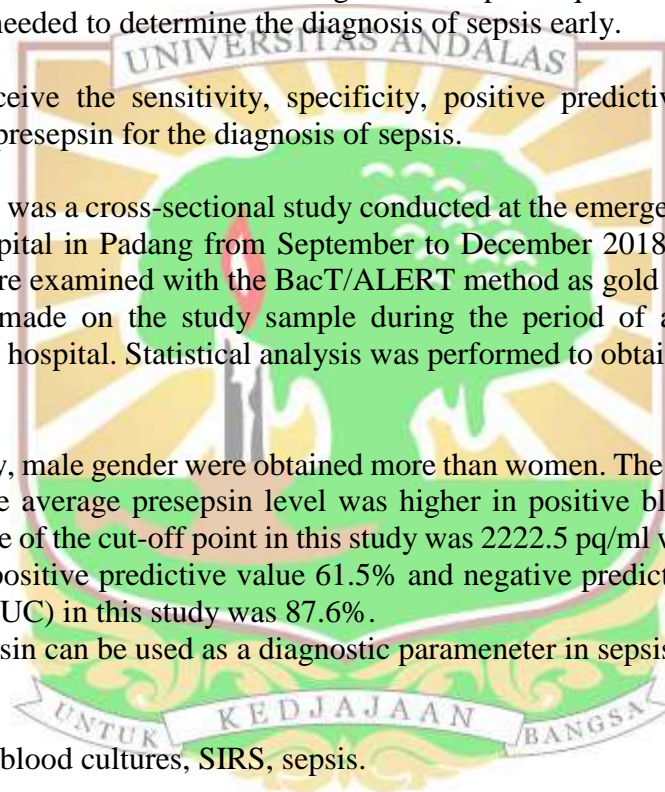 needed to determine the diagnosis of sepsis early.
UNIVERSITAS ANDALAS
ceive the sensitivity, specificity, positive predictiv
presepsin for the diagnosis of sepsis.
was a cross-sectional study conducted at the emerge
spital in Padang from September to December 2018
re examined with the BacT/ALERT method as gold
made on the study sample during the period of a
hospital. Statistical analysis was performed to obtai
y, male gender were obtained more than women. The
e average presepsin level was higher in positive bl
e of the cut-off point in this study was 2222.5 pq/ml v
positive predictive value 61.5% and negative predict
UC) in this study was 87.6%.
sin can be used as a diagnostic parameneter in sepsis
UNTUK KEDJAJAAN BANGSA
blood cultures, SIRS, sepsis.